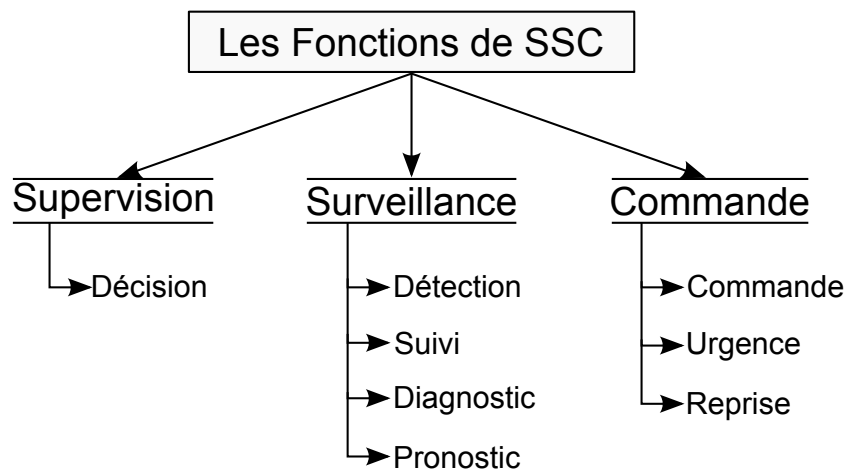 Les Fonctions de SSC
Supervision
Décision
Surveillance
Détection
Suivi
Diagnostic
Pronostic
Commande
Commande
Urgence
Reprise